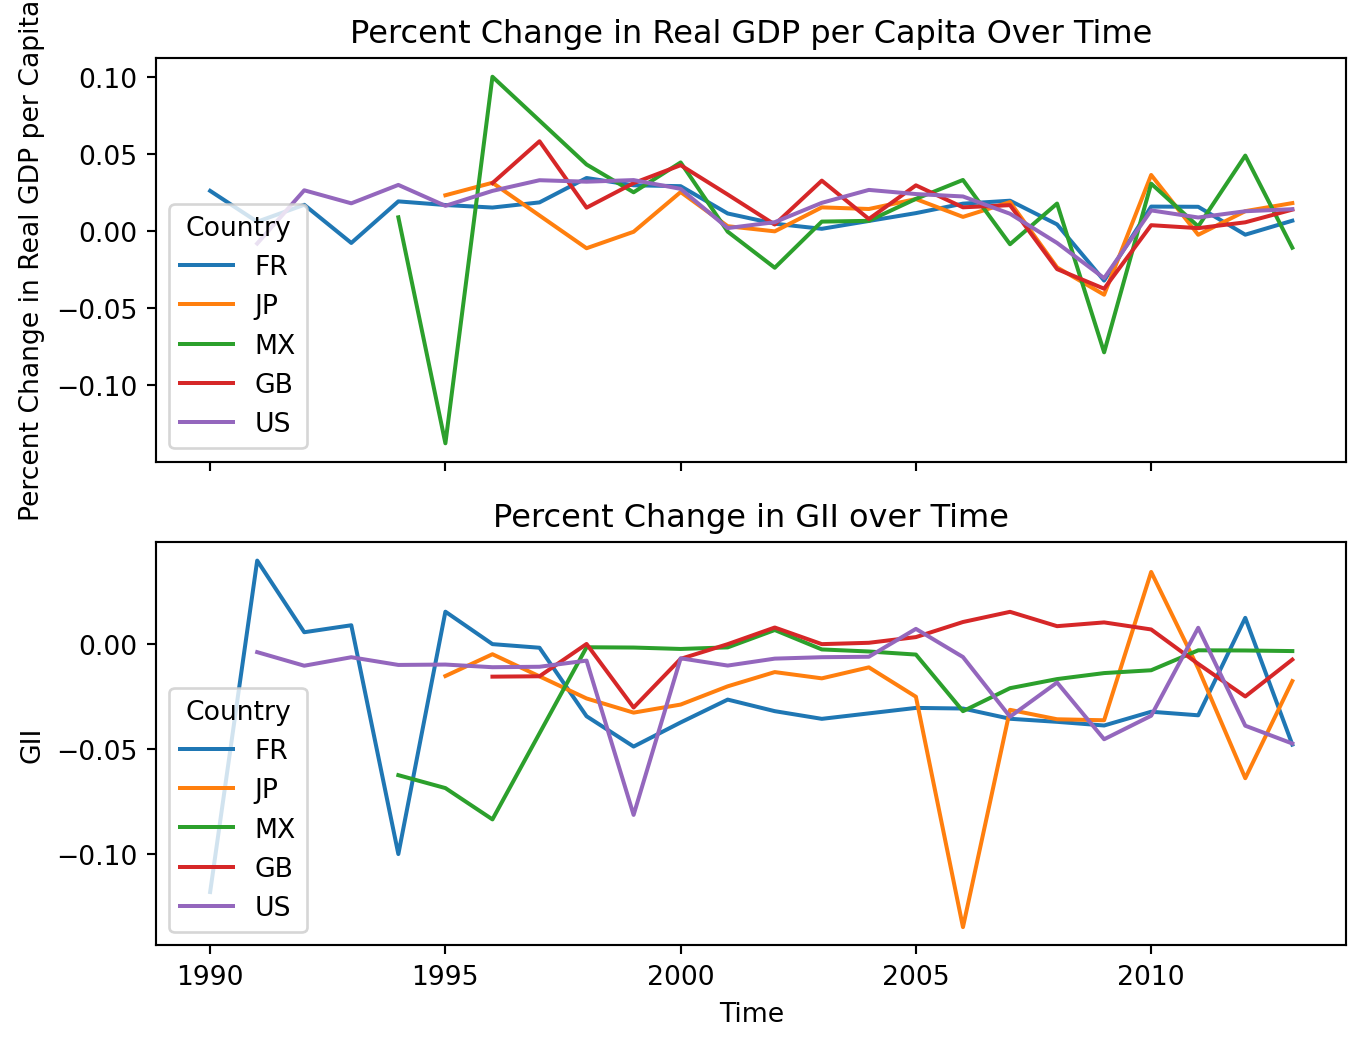 Percent Change in Real GDP per Capita Over Time
Percent Change in Real GDP per Capita
0.10
0.05
0.00
−0.05
−0.10
Country
FR
JP
MX
GB
US
Percent Change in GII over Time
GII
0.00
−0.05
−0.10
Country
FR
JP
MX
GB
US
1990 1995 2000 2005 2010
Time